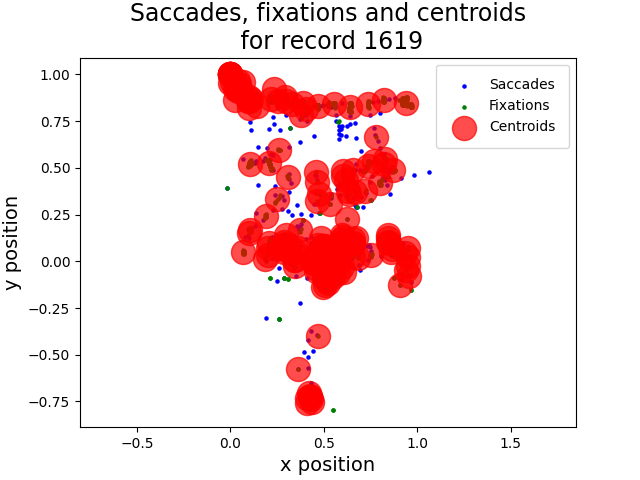 Saccades, fixations and centroids
for record 1619
Saccades
Fixations
Centroids
1.00
0.75
0.50
0.25
0.00
−0.25
−0.50
−0.75
y position
−0.5
0.0
0.5
1.0
1.5
x position